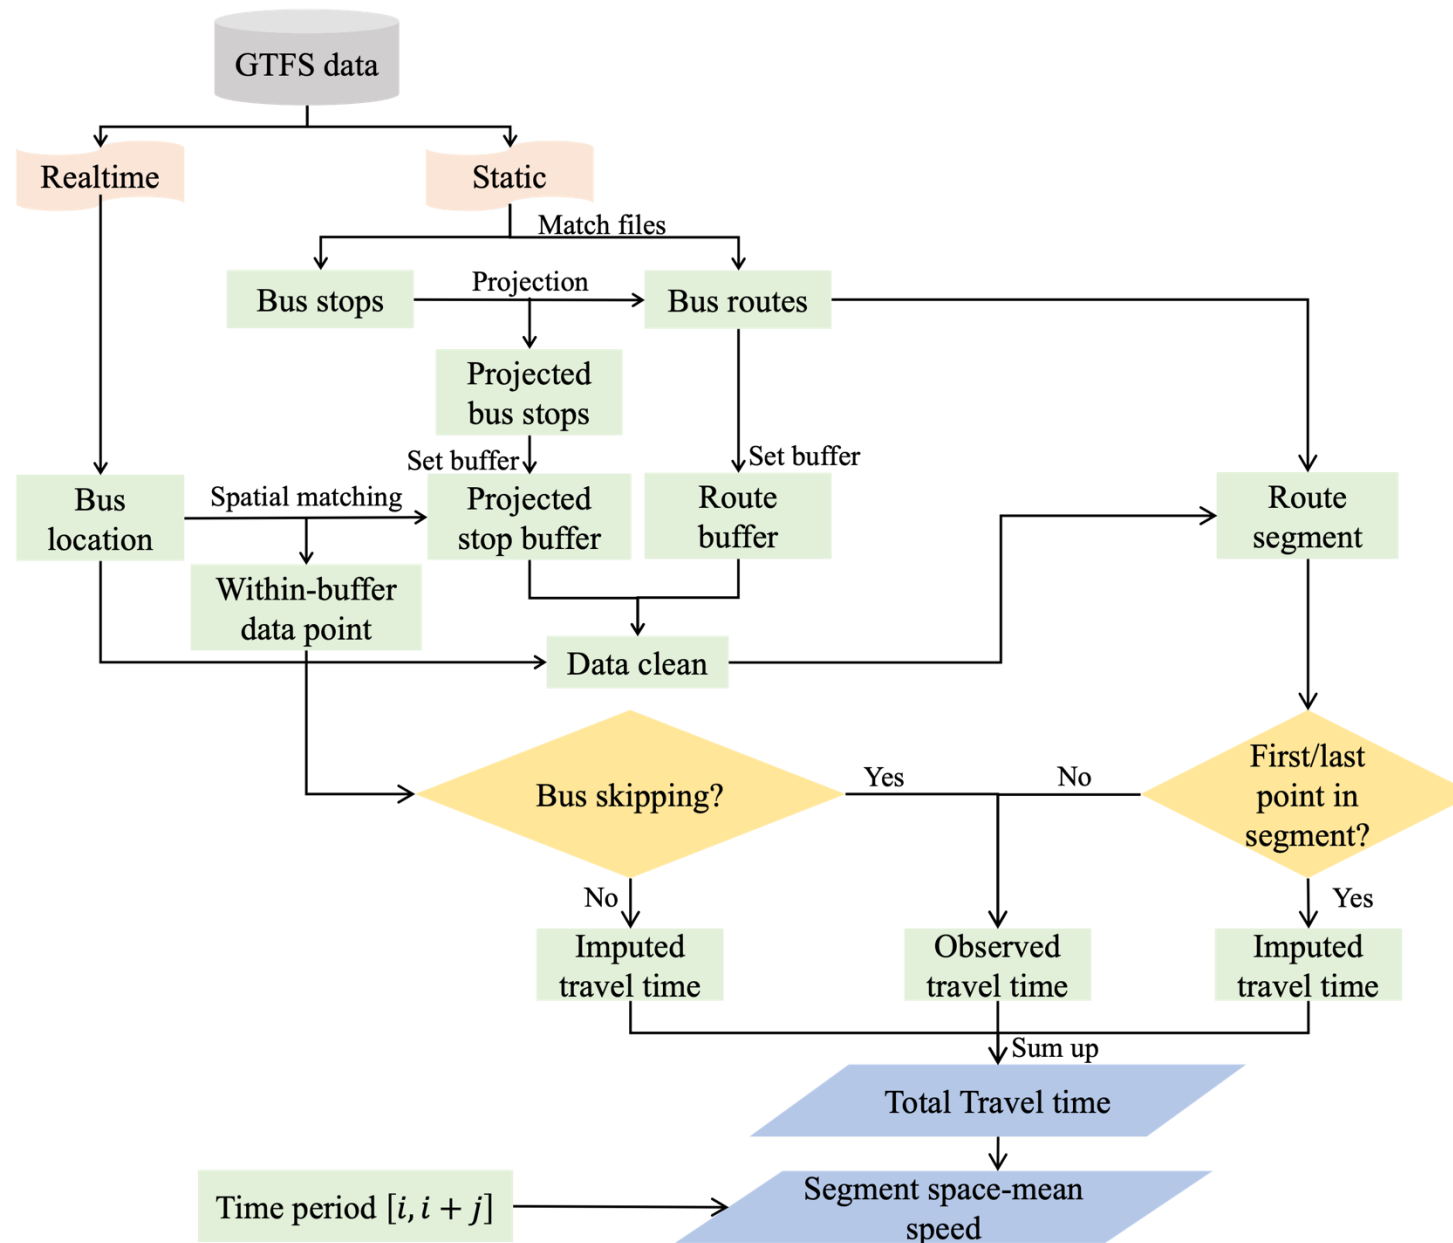 GTFS data
Realtime
Static
Match files
Bus stops
Projection
Bus routes
Projected
bus stops
Set buffer
Set buffer
Bus
location
Spatial matching
Projected
stop buffer
Route
buffer
Route
segment
Within-buffer
data point
Data clean
Bus skipping?
Yes
No
First/last
point in
segment?
No
Yes
Imputed
travel time
Observed
travel time
Imputed
travel time
Sum up
Total Travel time
Time period [i, i + j]
Segment space-mean
speed